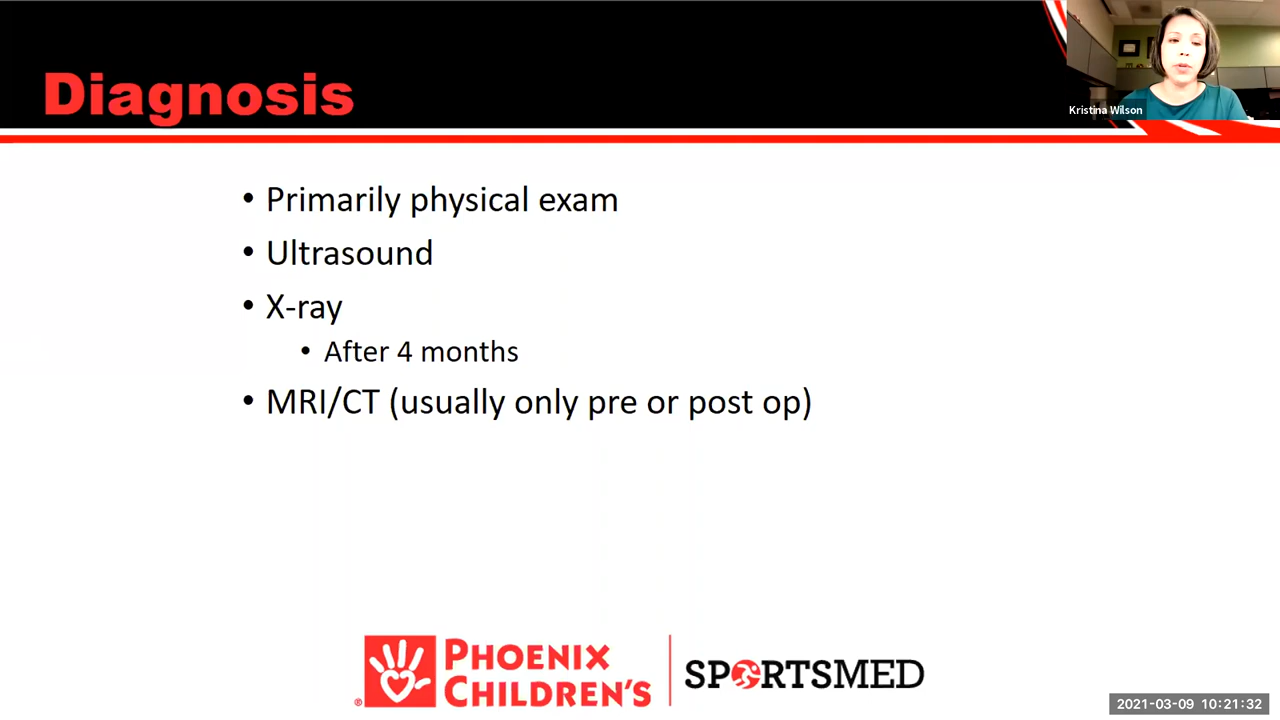 Diagnosis
Kristina Wilson
• Primarily physical exam
• Ultrasound
• X-ray
• After 4 months
• MRI/CT (usually only pre or post op)
PHOENIX
CHILDREN'S
®
SPORTSMED
2021-03-09 10:21:32